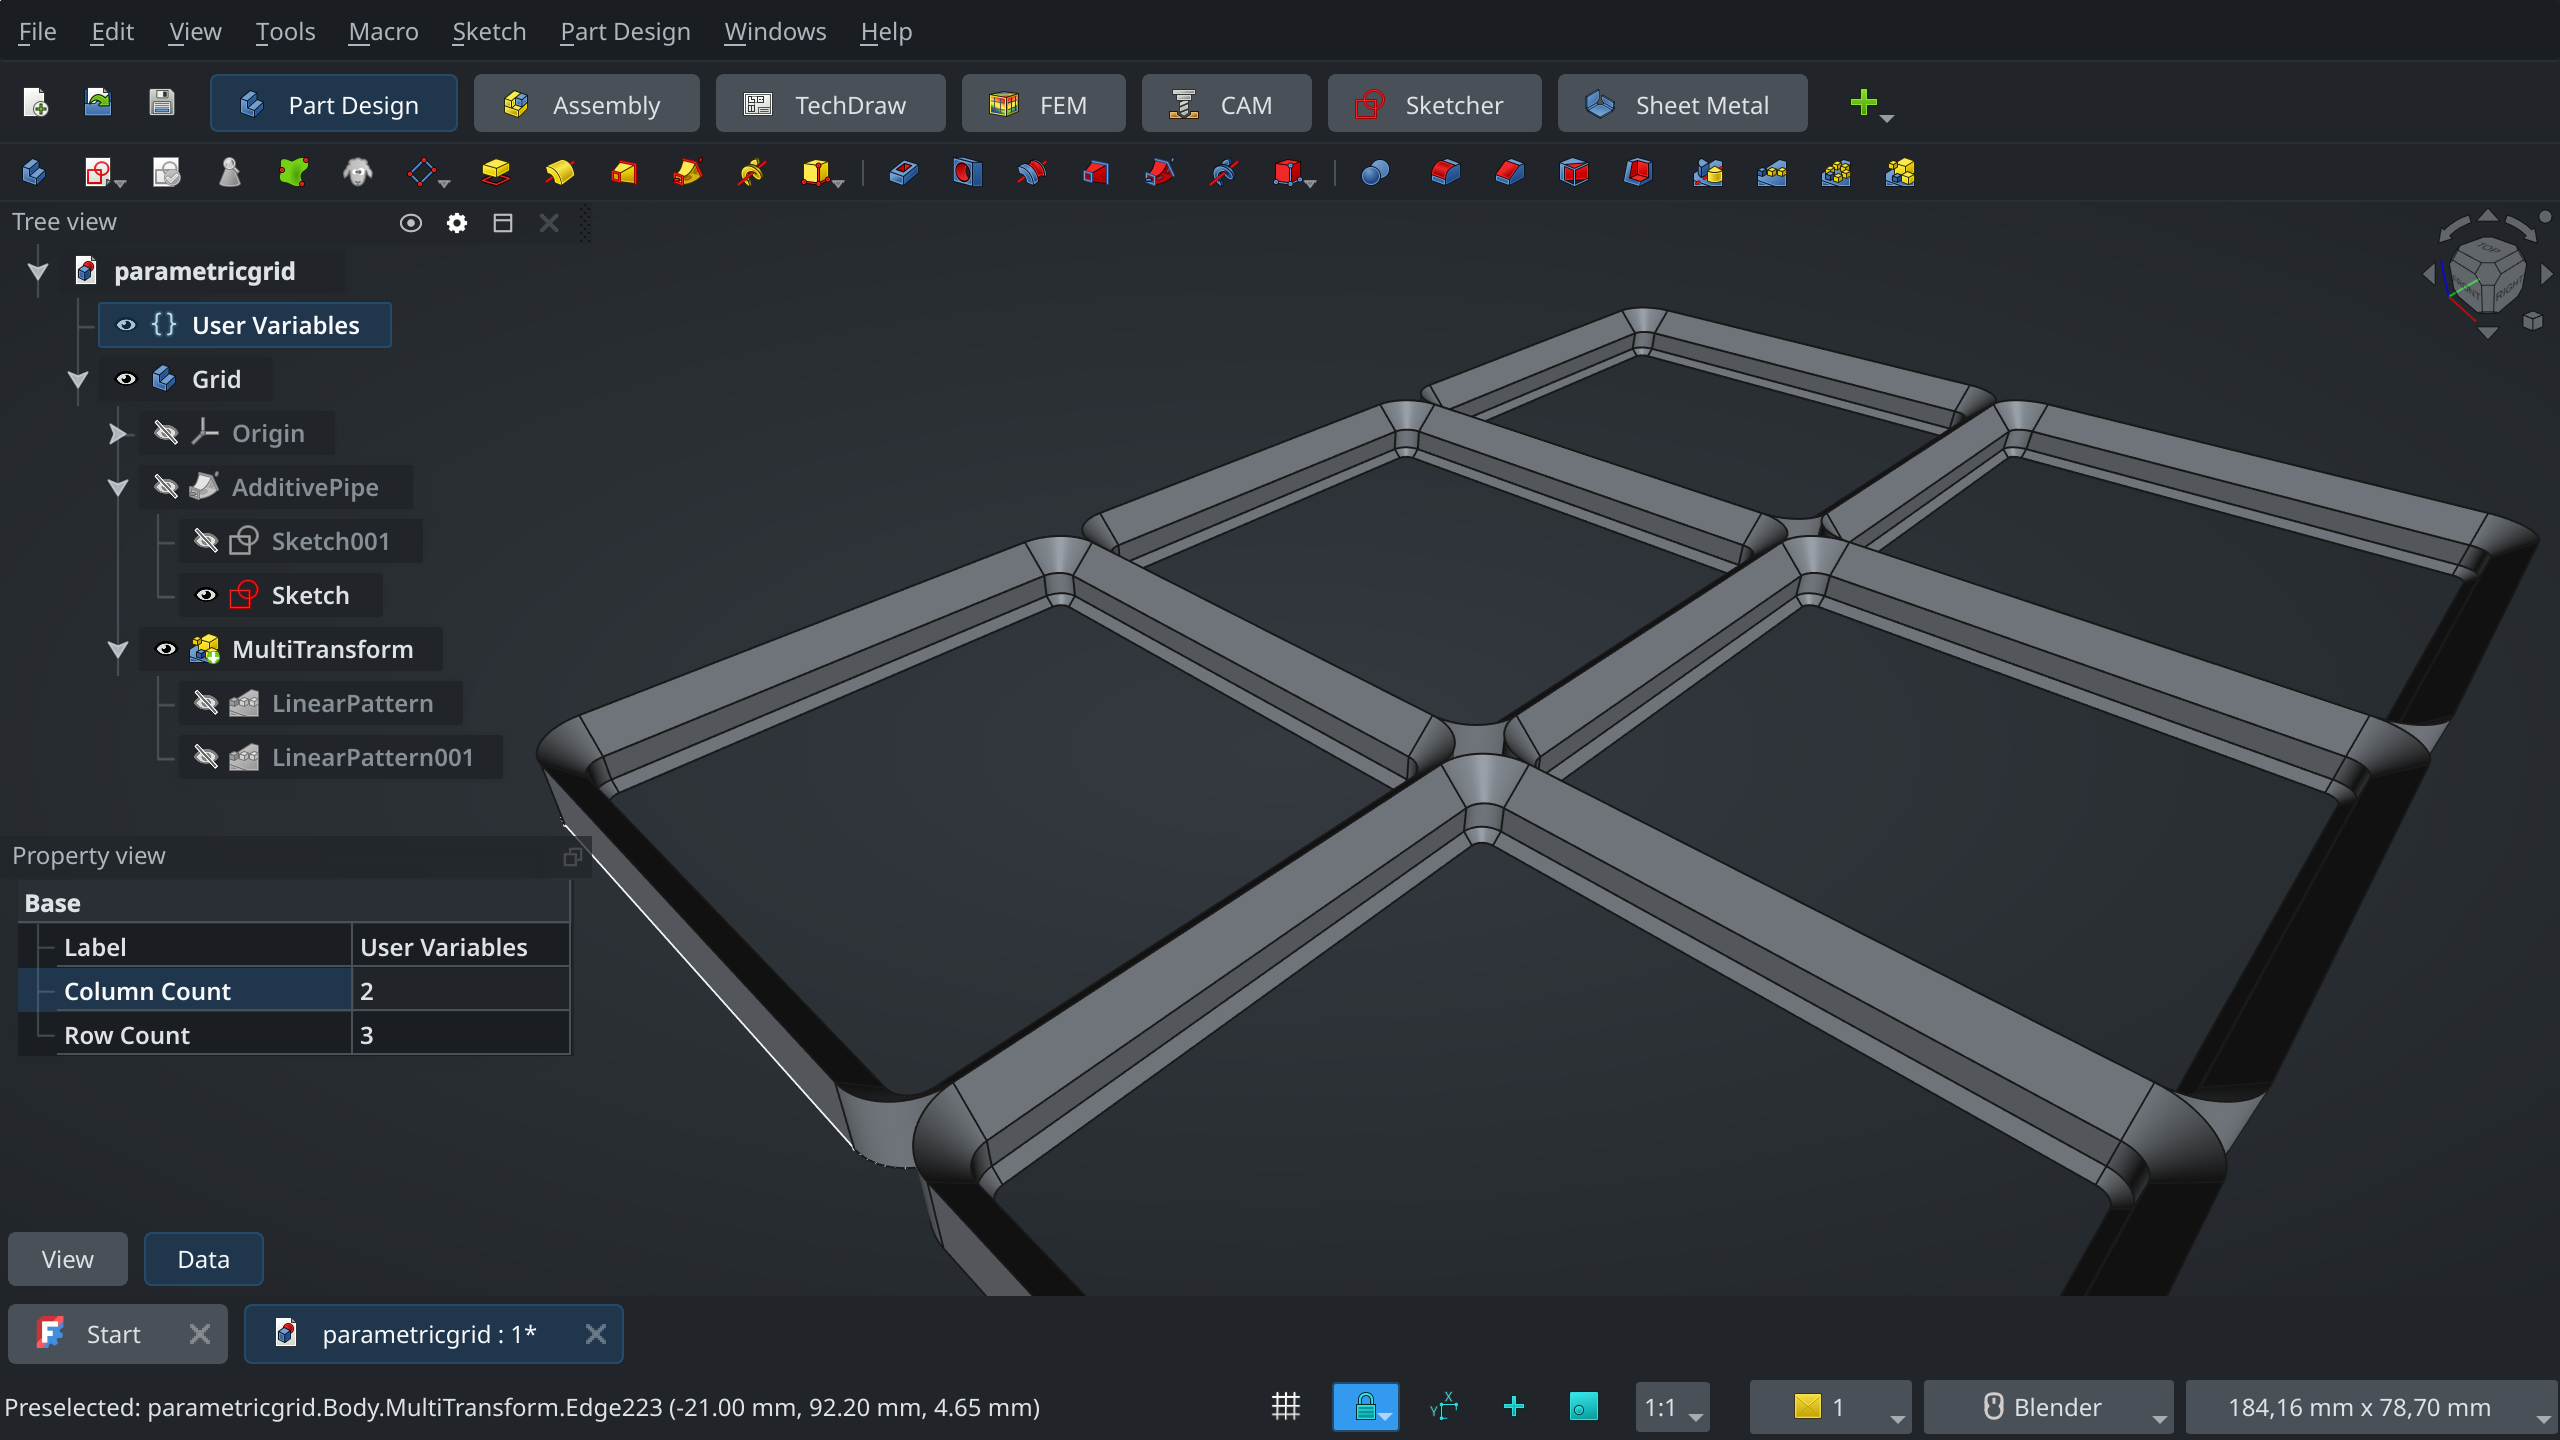 File Edit View Tools Macro Sketch Part Design Windows Help
Part Design Assembly TechDraw FEM CAM Sketcher Sheet Metal
Tree view
parametricgrid
User Variables
Grid
Origin
AdditivePipe
Sketch001
Sketch
MultiTransform
LinearPattern
LinearPattern001
TOP
FRONT RIGHT
Property view
Base
Label User Variables
Column Count 2
Row Count 3
View Data
Start parametricgrid : 1*
Preselected: parametricgrid.Body.MultiTransform.Edge223 (-21.00 mm, 92.20 mm, 4.65 mm) X Y 1:1 1 Blender 184,16 mm x 78,70 mm